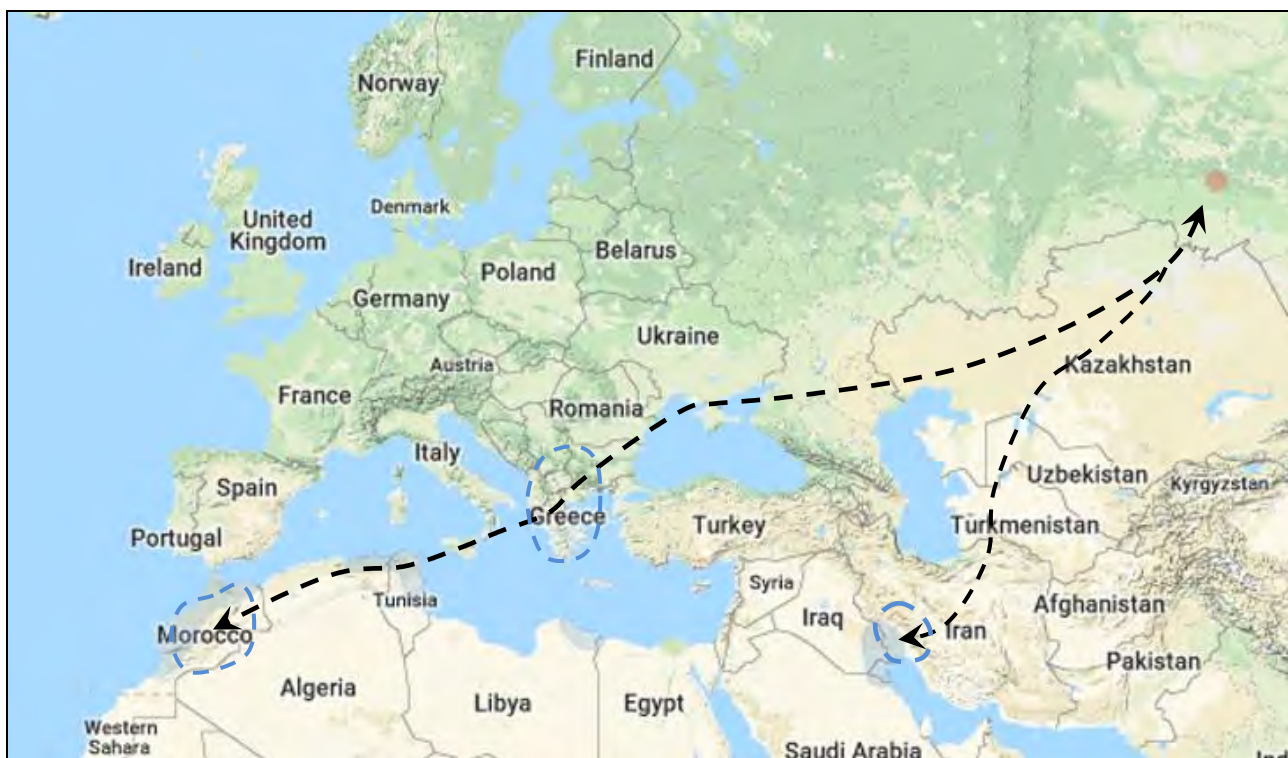 Finland
Norway
Denmark
United
Kingdom
Ireland
Belarus
Poland
Germany
Ukraine
Austria
Kazakhstan
France
Romania
Italy
Uzbekistan
Kyrgyzstan
Spain
Greece
Turkey
Turkmenistan
Portugal
Syria
Tunisia
Afghanistan
Iraq
Iran
Morocco
Pakistan
Algeria
Libya
Egypt
Western
Sahara
Saudi Arabia